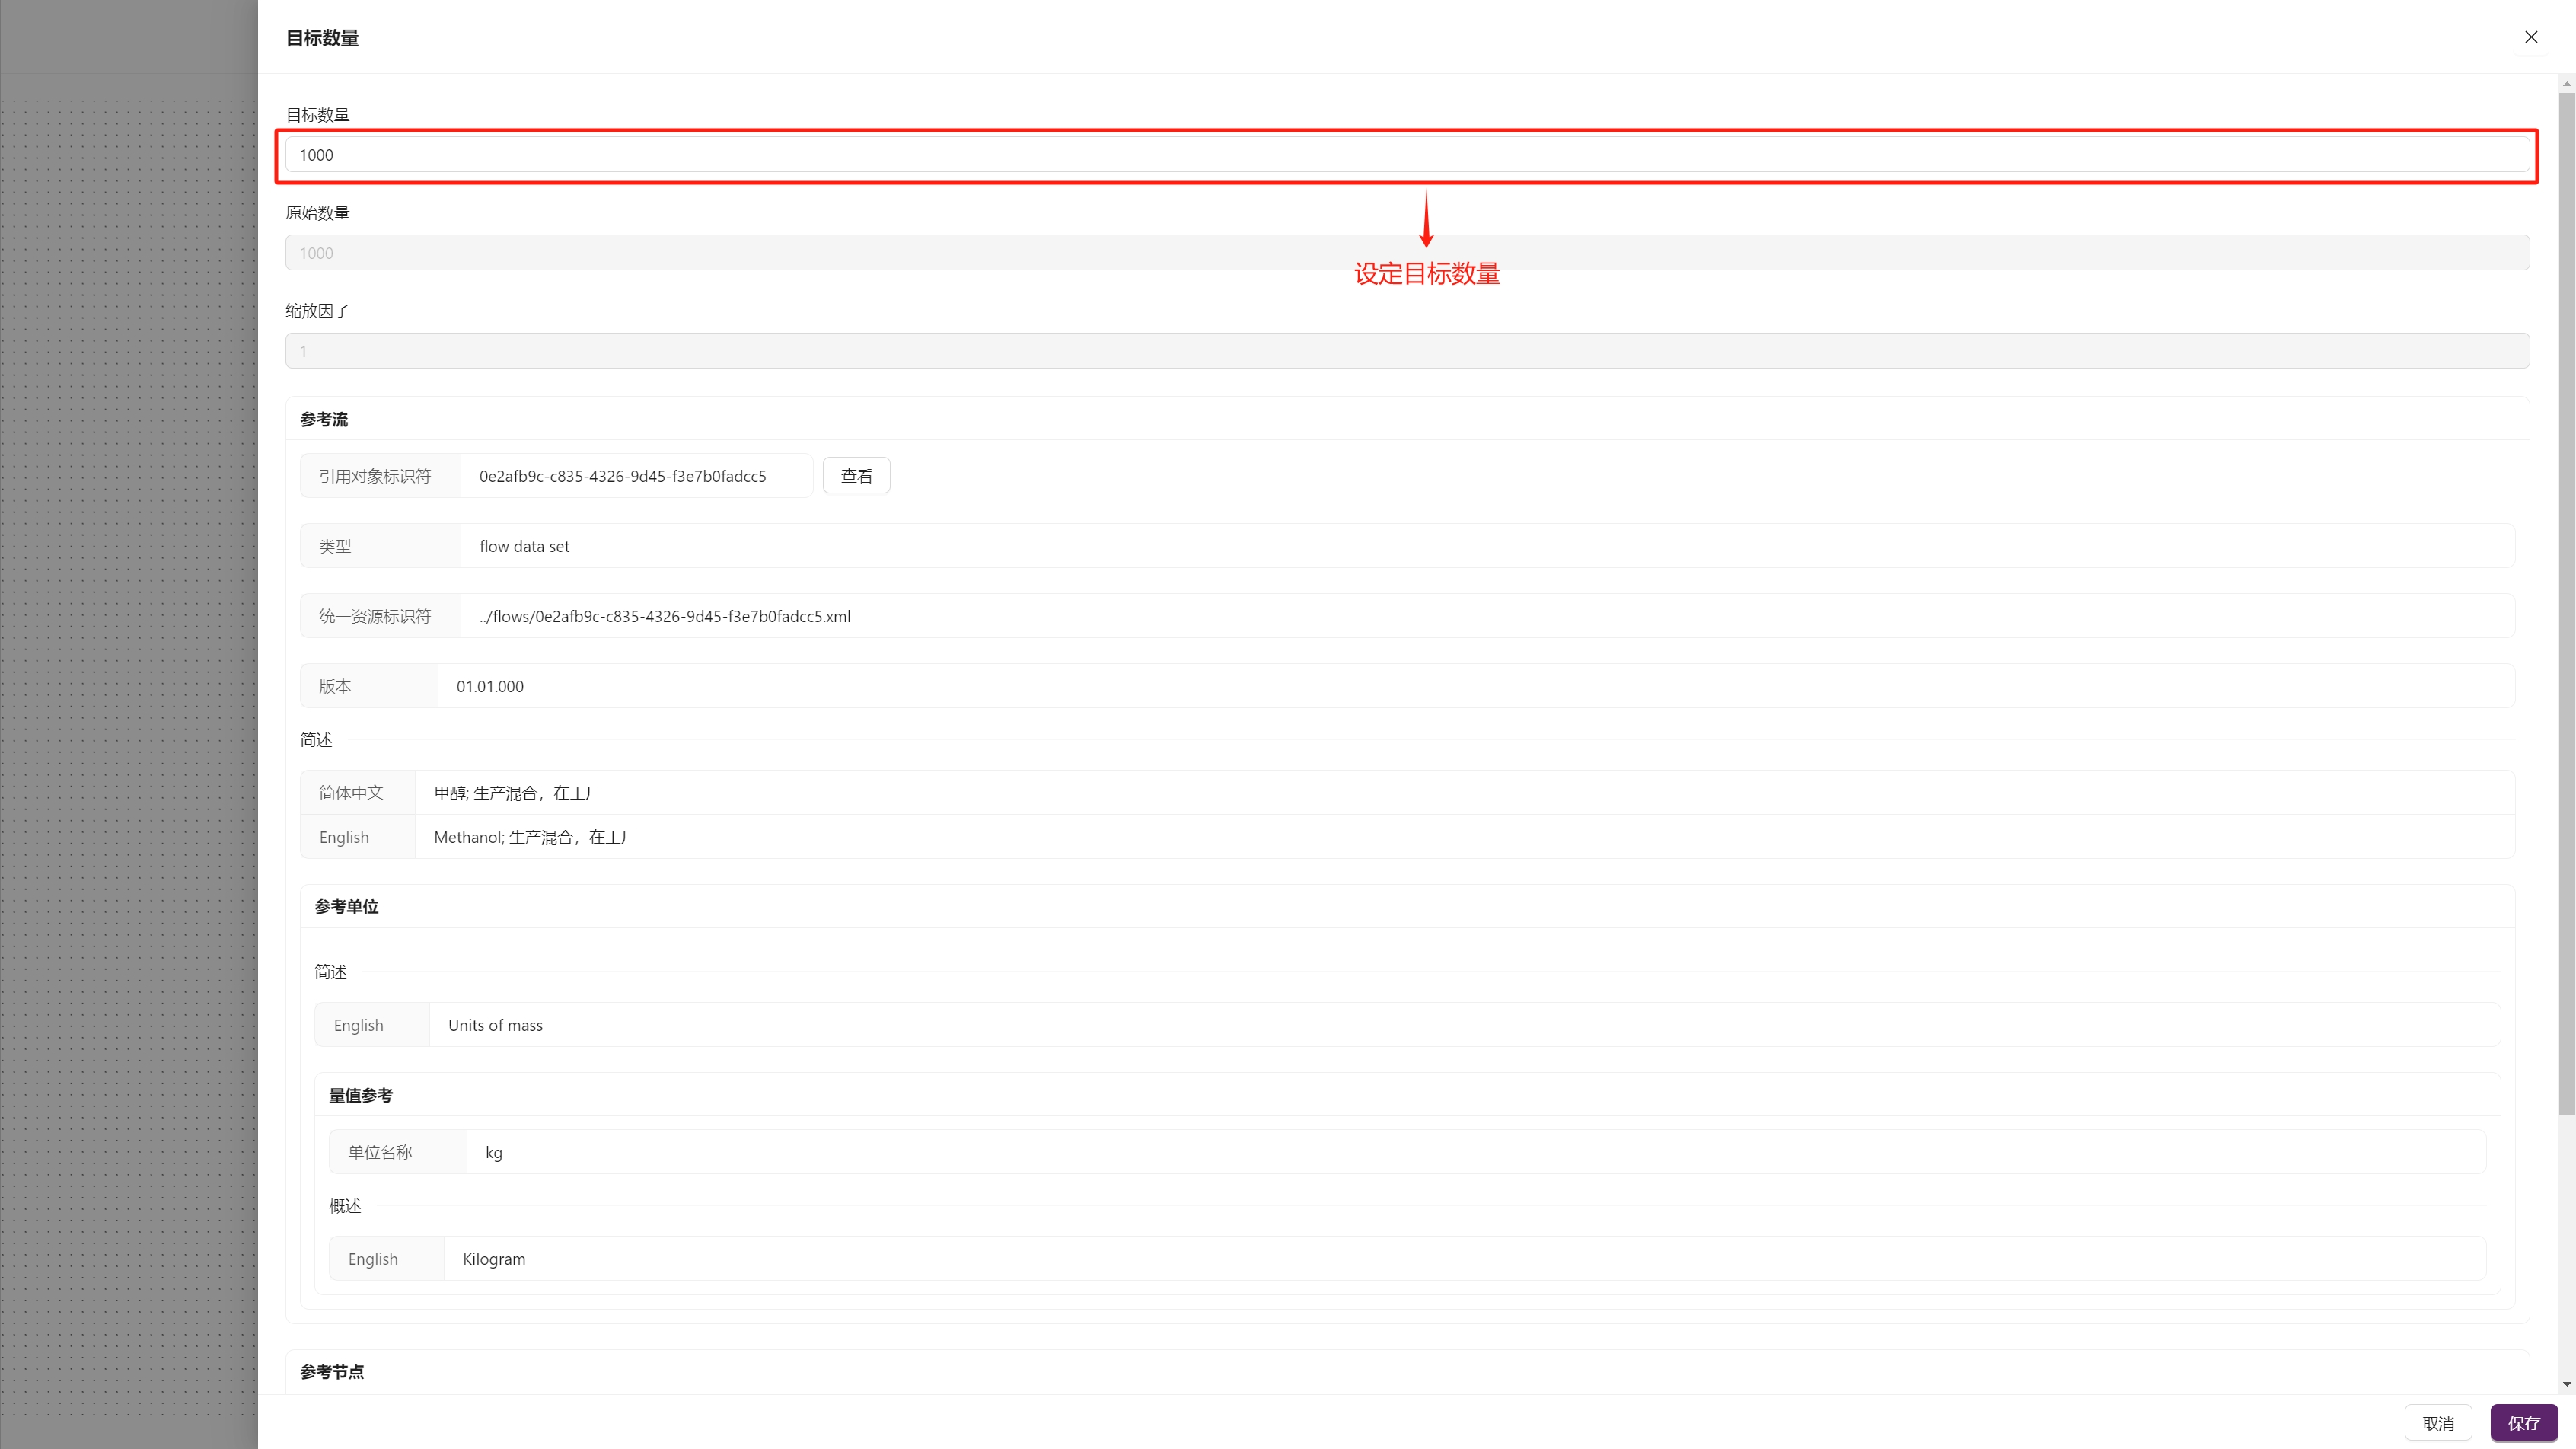 目标数量
目标数量
1000
原始数量
1000
设定目标数量
缩放因子
1
参考流
引用对象标识符 0e2afb9c-c835-4326-9d45-f3e7b0fadcc5 查看
类型 flow data set
统一资源标识符 ../flows/0e2afb9c-c835-4326-9d45-f3e7b0fadcc5.xml
版本 01.01.000
简述
简体中文 甲醇; 生产混合，在工厂
English Methanol; 生产混合，在工厂
参考单位
简述
English Units of mass
量值参考
单位名称 kg
概述
English Kilogram
参考节点
取消 保存